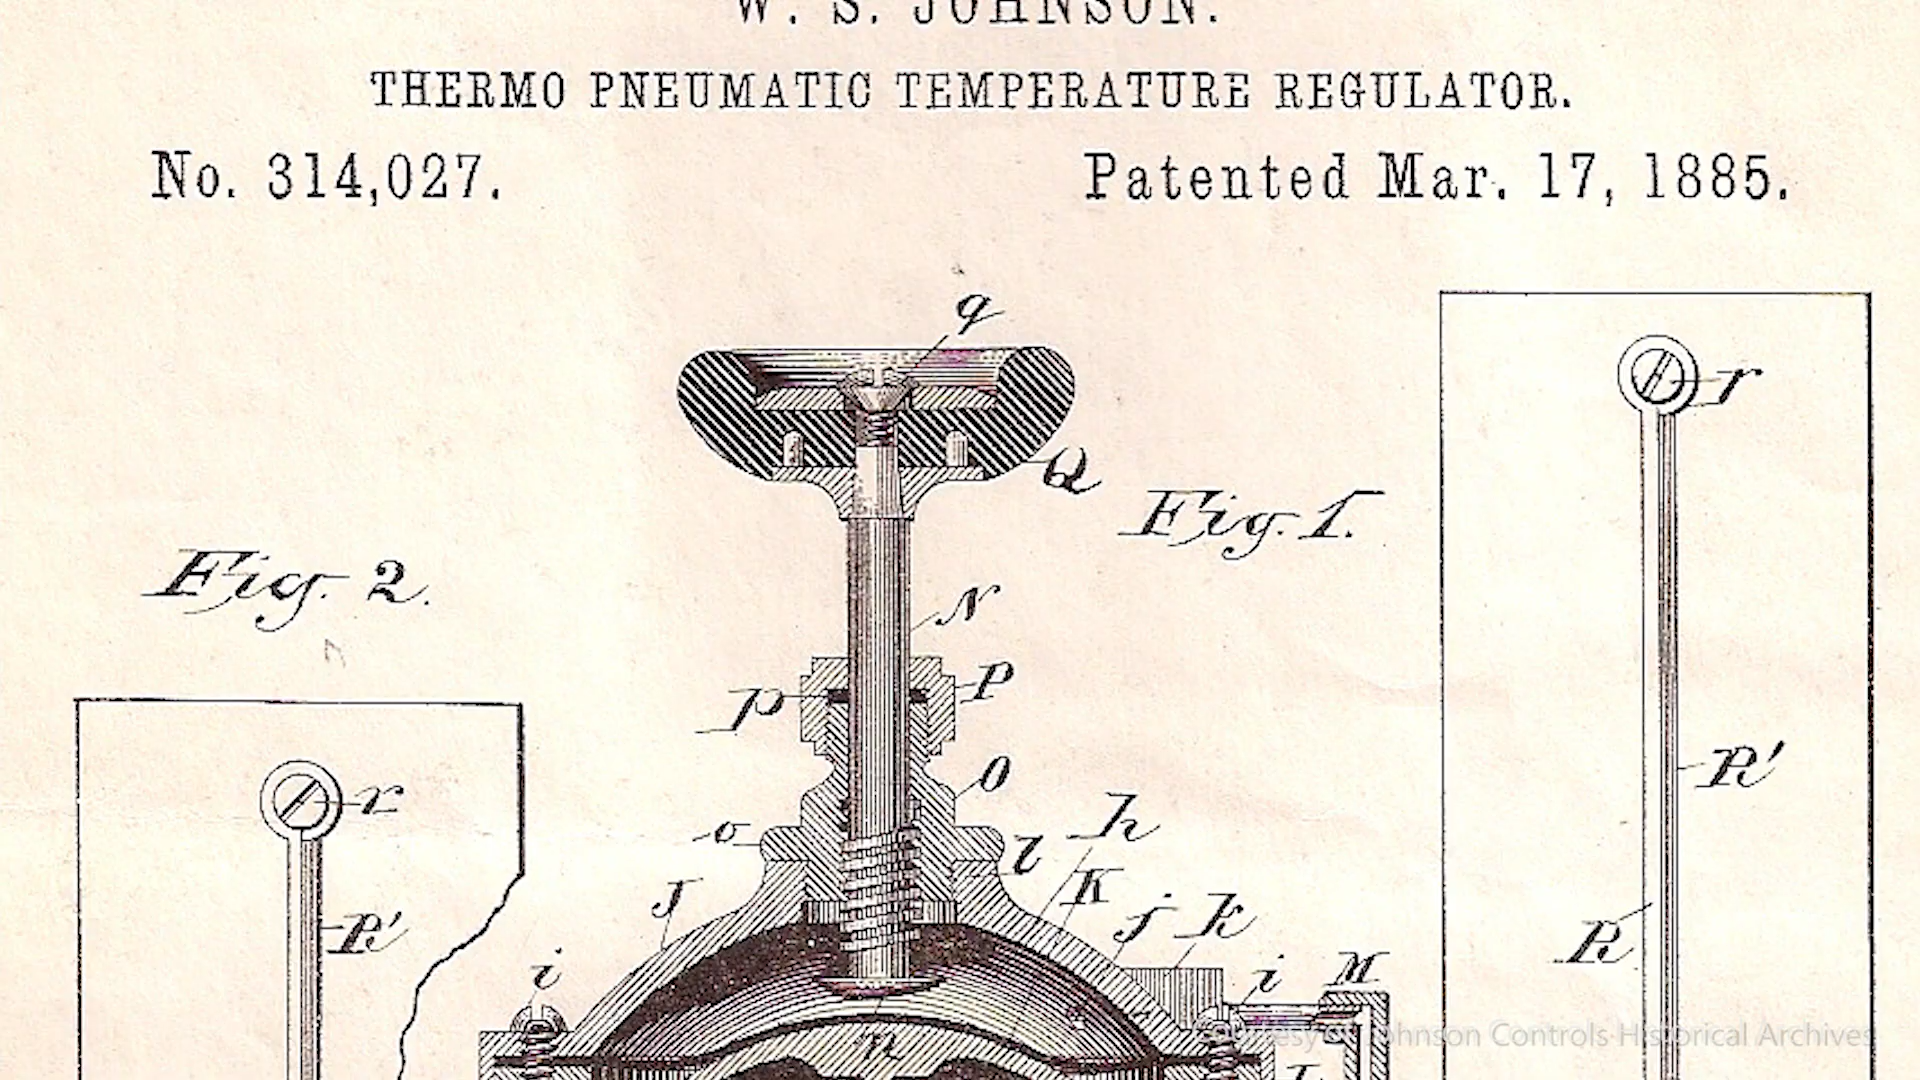 W. S. JOHNSON.
THERMO PNEUMATIC TEMPERATURE REGULATOR.
No. 314,027.
Patented Mar. 17, 1885.
q
r
Q
Fig. 1.
Fig. 2.
N
p
P
R'
O
r
o
h
l
K
J
j
k
R'
R
i
i
M
n
Courtesy of Johnson Controls Historical Archives